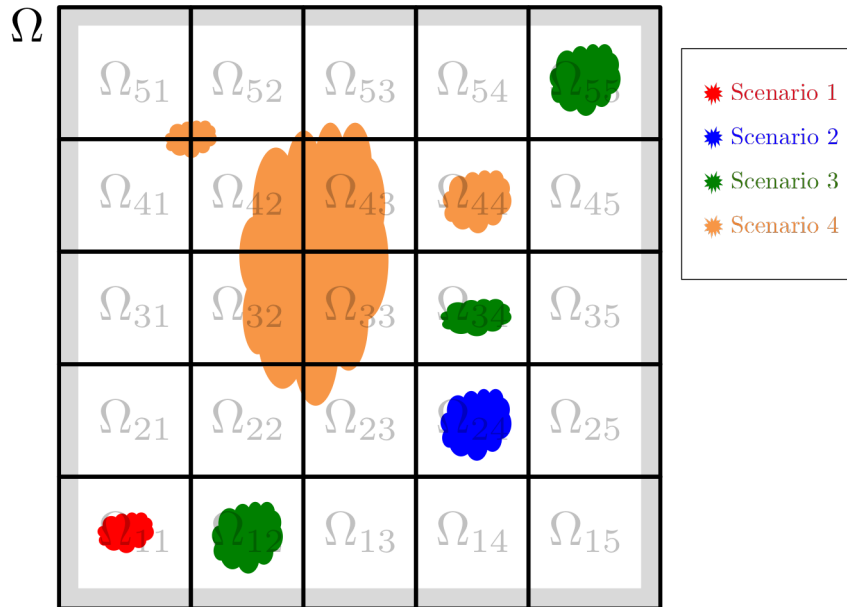 Ω
Ω51 Ω52 Ω53 Ω54 Ω55
Ω41 Ω42 Ω43 Ω44 Ω45
Ω31 Ω32 Ω33 Ω34 Ω35
Ω21 Ω22 Ω23 Ω24 Ω25
Ω11 Ω12 Ω13 Ω14 Ω15
Scenario 1
Scenario 2
Scenario 3
Scenario 4